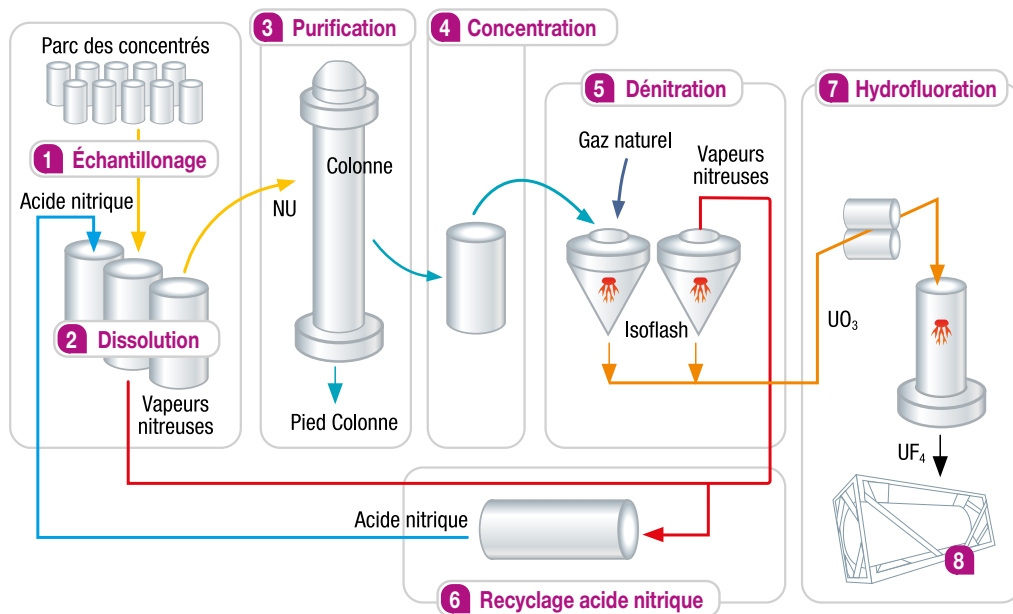 Parc des concentrés
1 Échantillonage
Acide nitrique
2 Dissolution
Vapeurs
nitreuses
3 Purification
Colonne
NU
Pied Colonne
4 Concentration
5 Dénitration
Gaz naturel
Vapeurs
nitreuses
Isoflash
6 Recyclage acide nitrique
Acide nitrique
7 Hydrofluoration
UO₃
UF₄
8